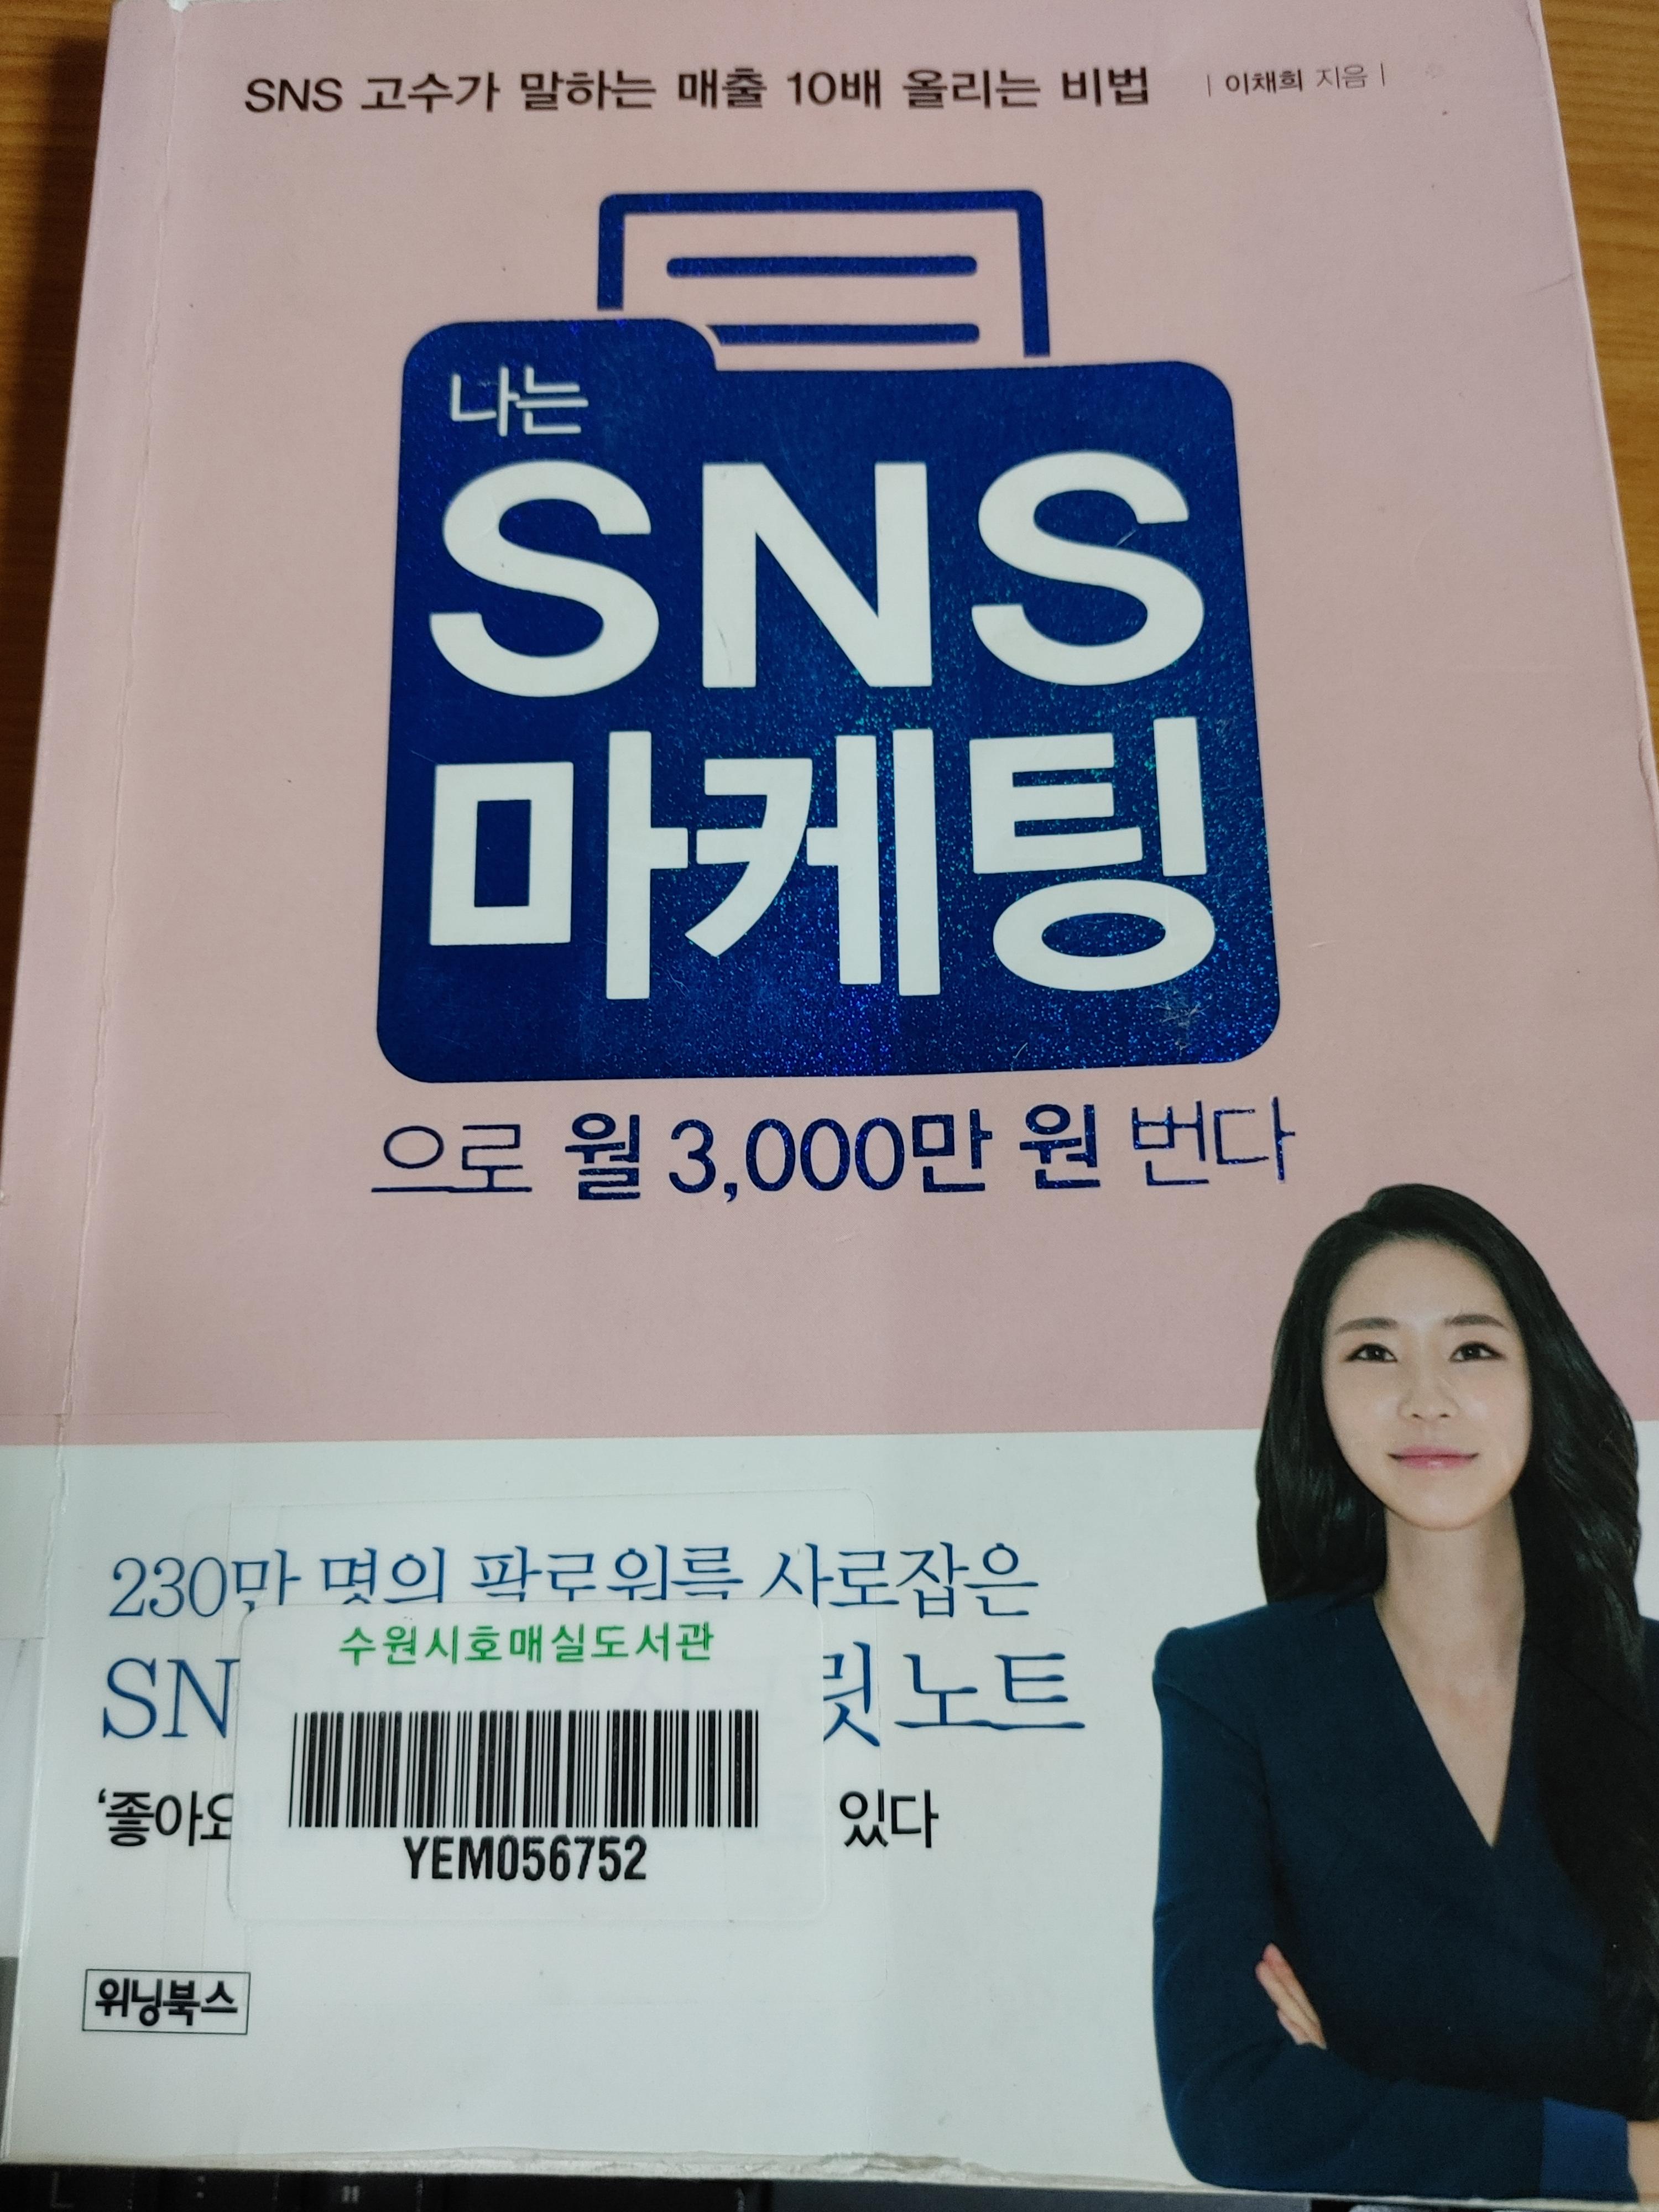 SNS 고수가 말하는 매출 10배 올리는 비법 | 이채희 지음 |
나는
SNS
마케팅
으로 월 3,000만 원 번다
230만 명의 팔로워를 사로잡은
수원시호매실도서관
SN 노트
YEM056752
'좋아요 있다
위닝북스